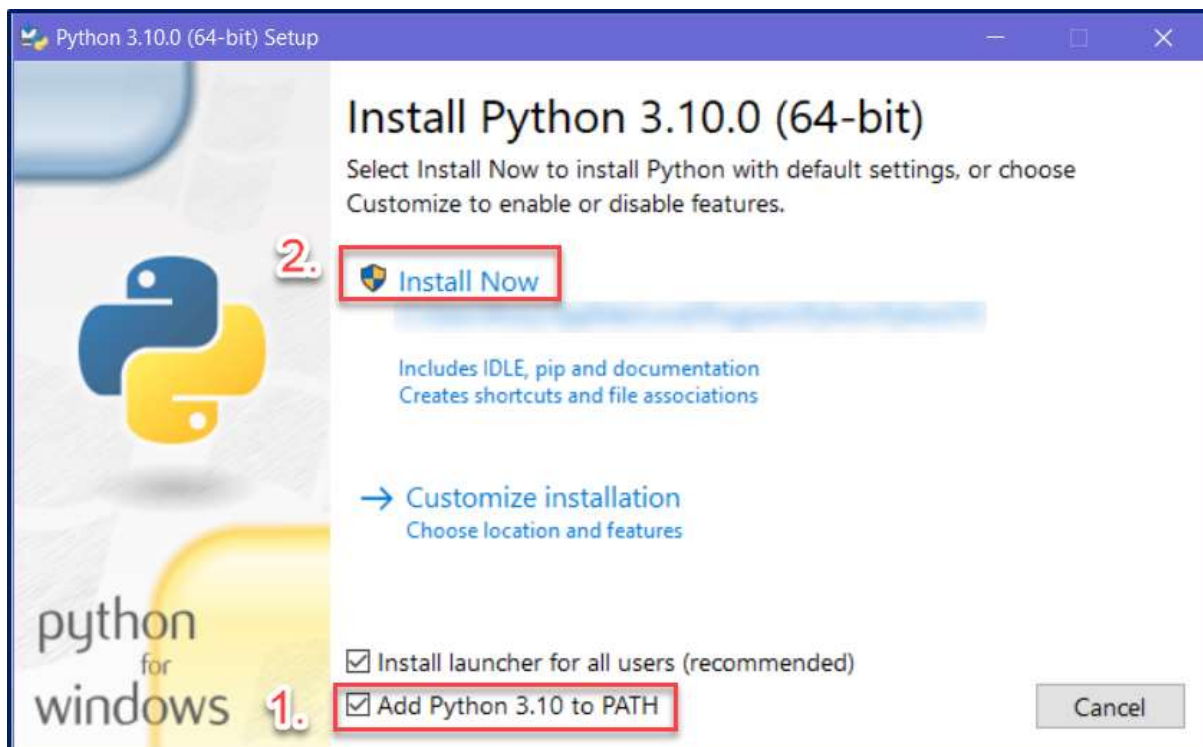 Python 3.10.0 (64-bit) Setup
Install Python 3.10.0 (64-bit)
Select Install Now to install Python with default settings, or choose
Customize to enable or disable features.
2.
Install Now
Includes IDLE, pip and documentation
Creates shortcuts and file associations
Customize installation
Choose location and features
python
for
windows
Install launcher for all users (recommended)
1.
Add Python 3.10 to PATH
Cancel